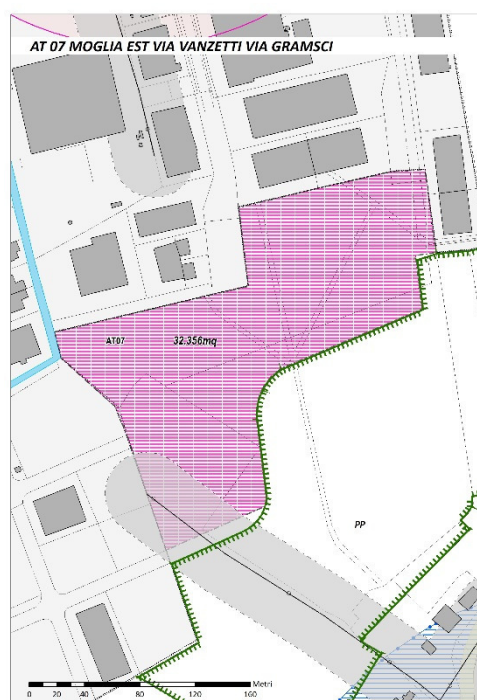 AT 07 MOGLIA EST VIA VANZETTI VIA GRAMSCI
AT07
32.356mq
PP
Metri
0 20 40 80 120 160